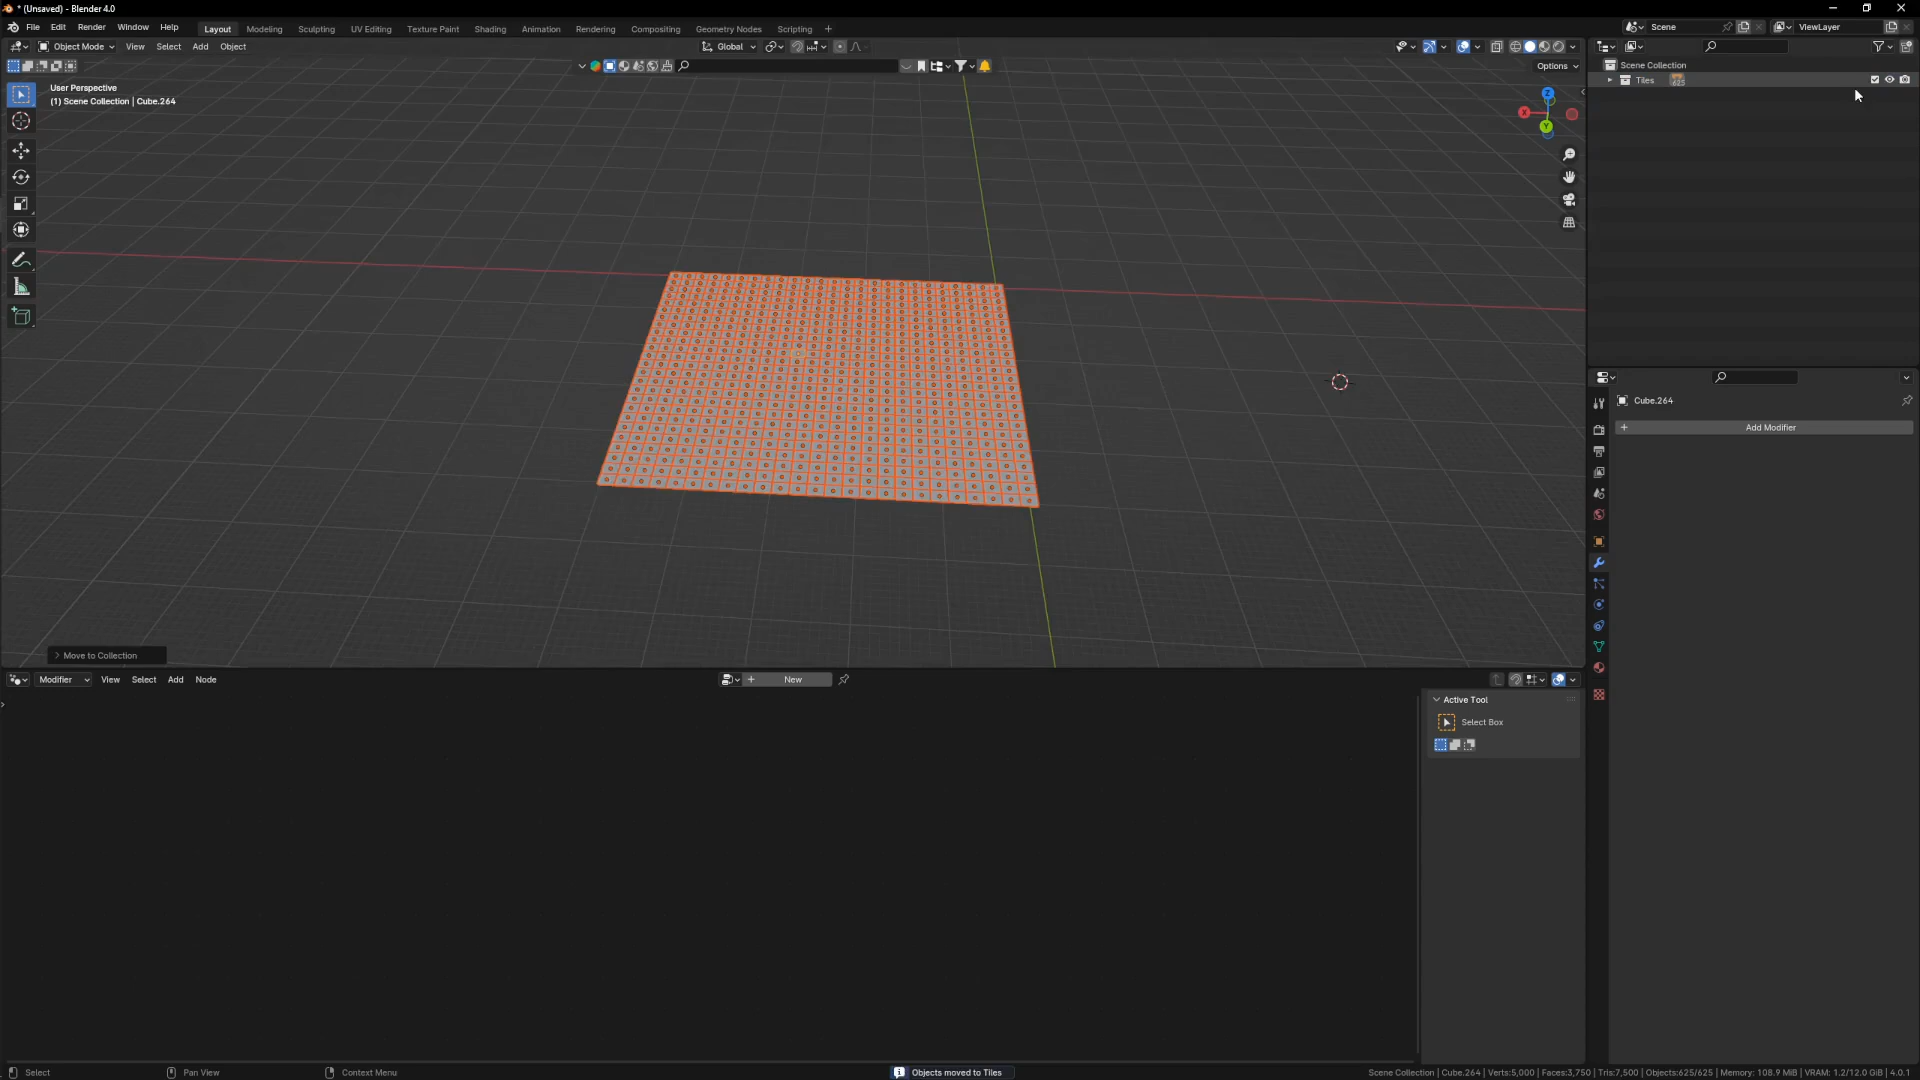 * (Unsaved) - Blender 4.0
File Edit Render Window Help Layout Modeling Sculpting UV Editing Texture Paint Shading Animation Rendering Compositing Geometry Nodes Scripting + Scene ViewLayer
Object Mode View Select Add Object Global
Options
User Perspective
(1) Scene Collection | Cube.264
Z
X
Y
Scene Collection
Tiles 625
Cube.264
+ Add Modifier
> Move to Collection
Modifier View Select Add Node + New
Active Tool
Select Box
Select Pan View Context Menu Objects moved to Tiles Scene Collection | Cube.264 | Verts:5,000 | Faces:3,750 | Tris:7,500 | Objects:625/625 | Memory: 108.9 MiB | VRAM: 1.2/12.0 GiB | 4.0.1